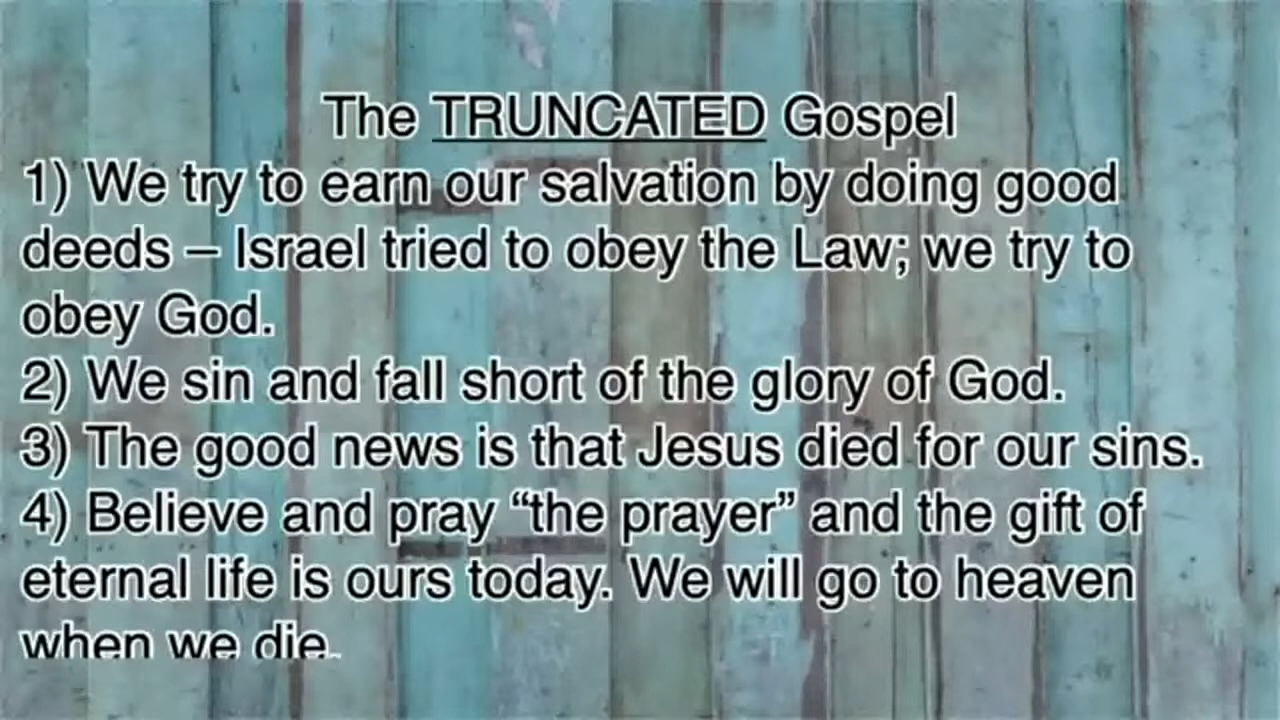 The TRUNCATED Gospel
1) We try to earn our salvation by doing good
deeds – Israel tried to obey the Law; we try to
obey God.
2) We sin and fall short of the glory of God.
3) The good news is that Jesus died for our sins.
4) Believe and pray “the prayer” and the gift of
eternal life is ours today. We will go to heaven
when we die.